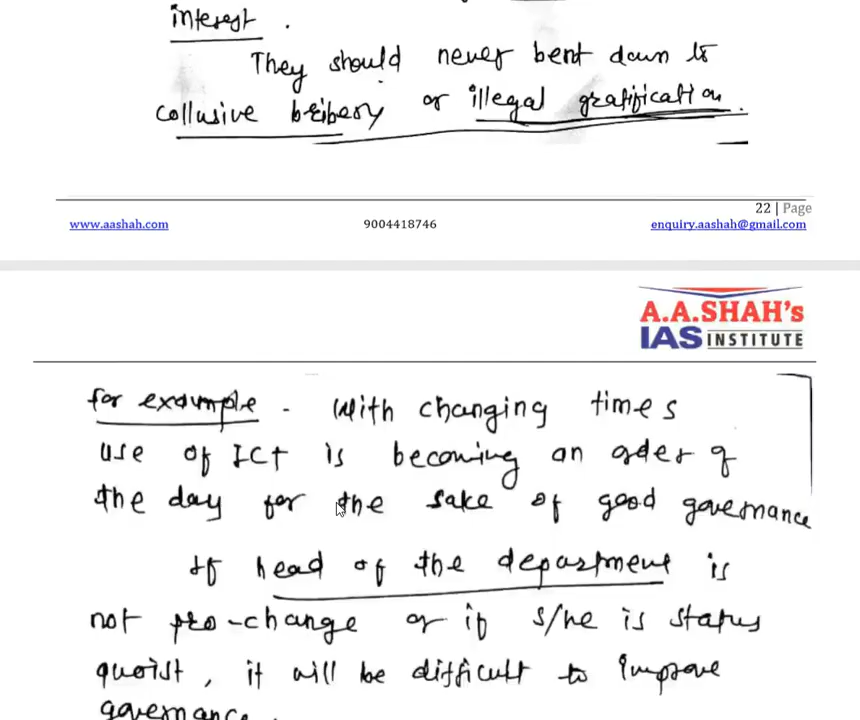 interest.
They should never bent down to
collusive bribery or illegal gratification.
22 | Page
www.aashah.com 9004418746 enquiry.aashah@gmail.com
A.A.SHAH's
IAS INSTITUTE
for example - With changing times
use of ICT is becoming an order of
the day for the sake of good governance
If head of the department is
not pro-change or if s/he is status
quoist, it will be difficult to improve
governance.